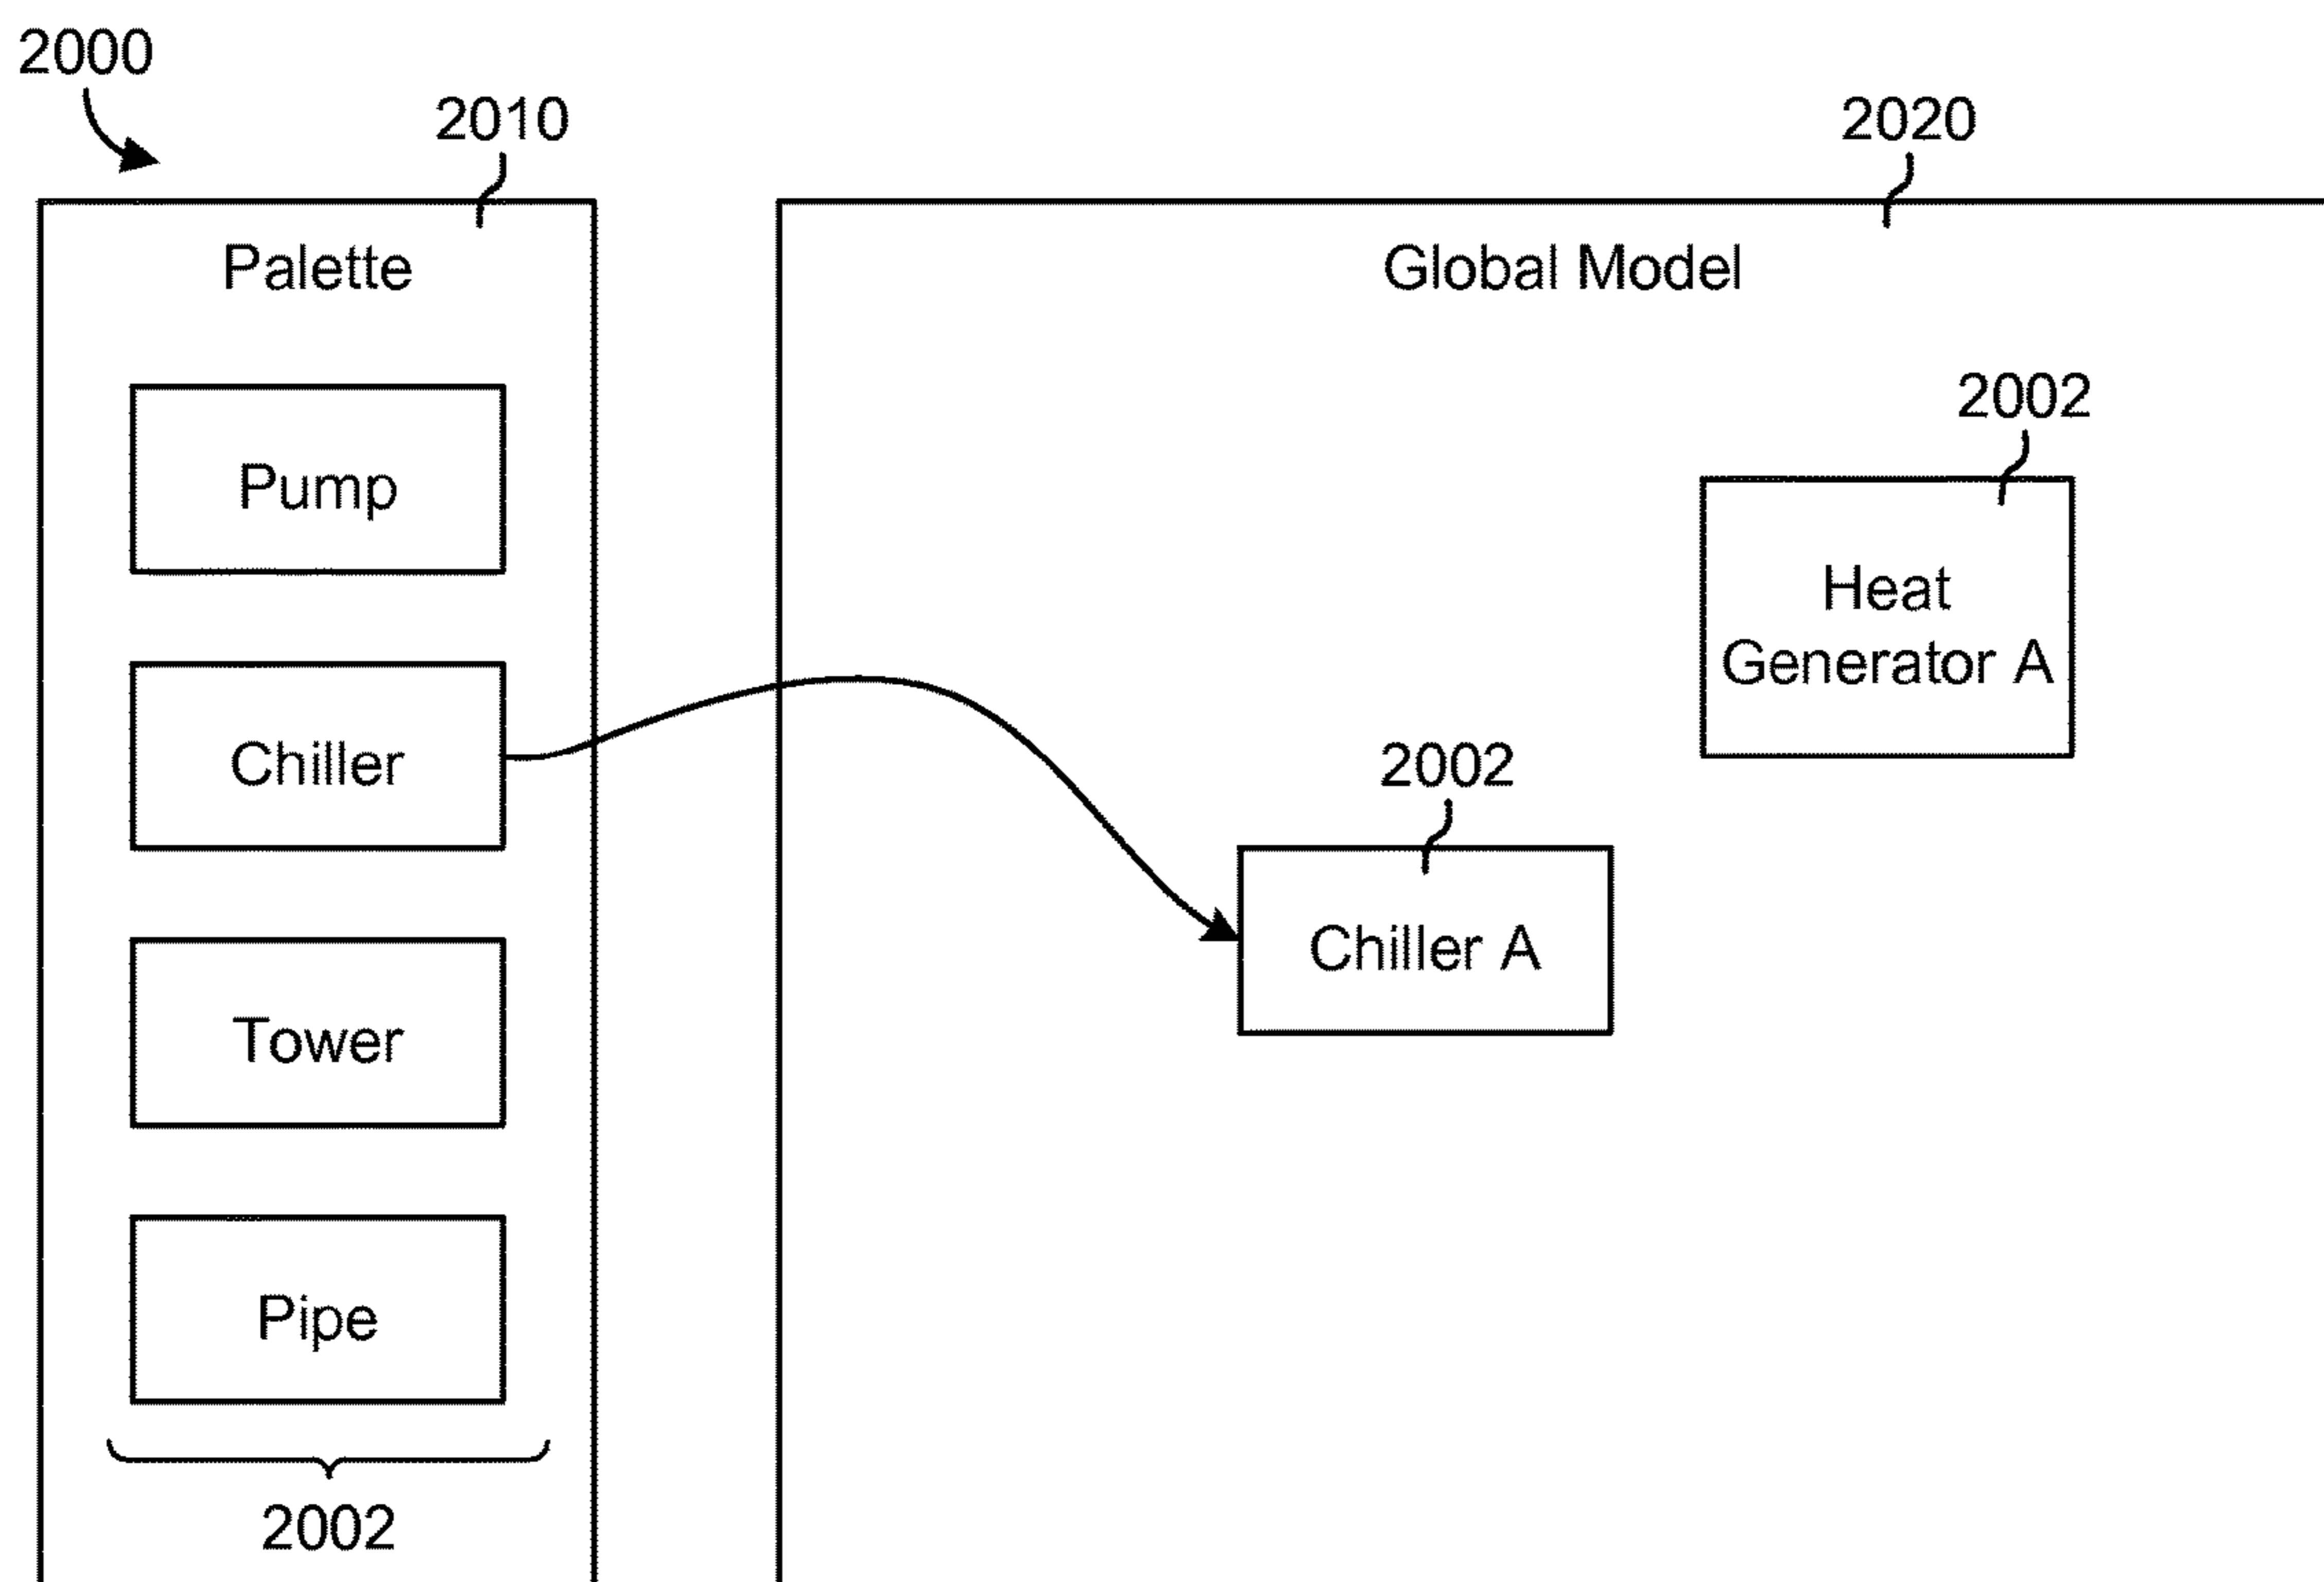 2000
2010
2020
Palette
Global Model
2002
Pump
Heat
Generator A
Chiller
2002
Chiller A
Tower
Pipe
2002